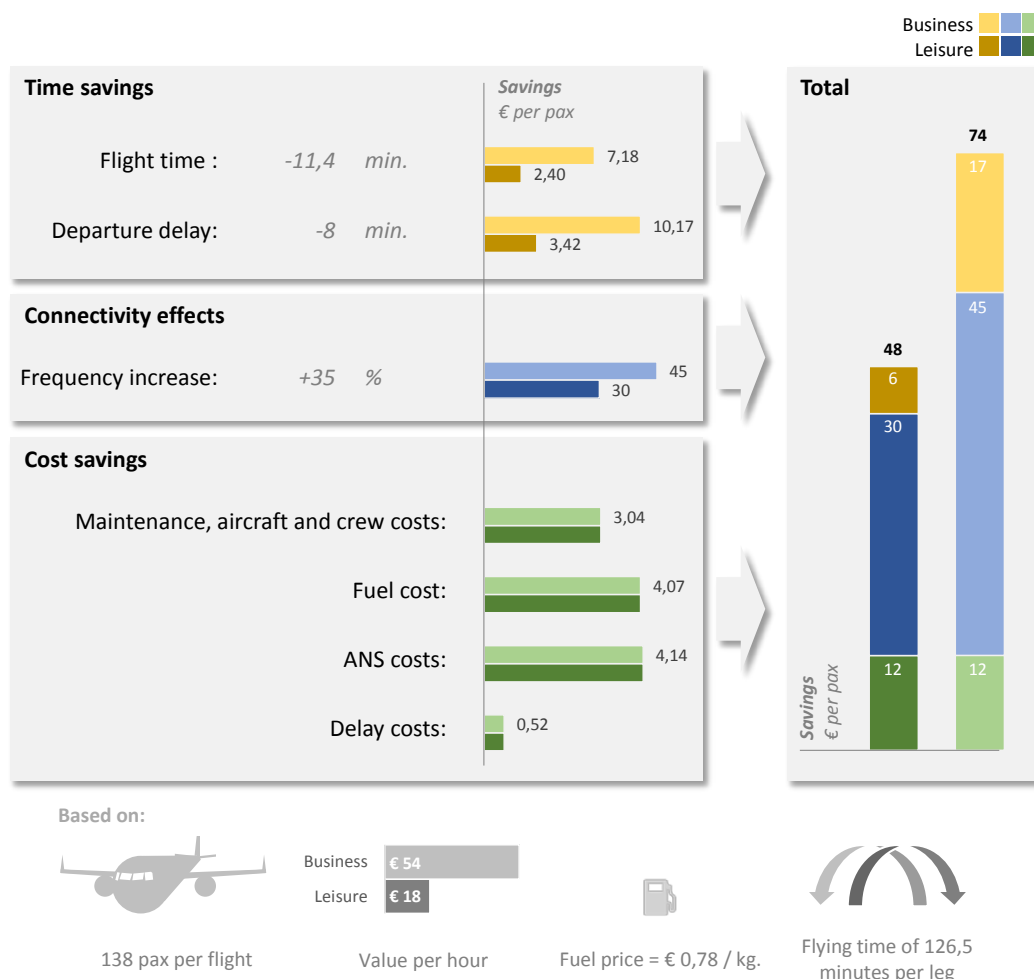 Business
Leisure
Time savings
Savings
€ per pax
Flight time : -11,4 min.
7,18
2,40
Departure delay: -8 min.
10,17
3,42
Connectivity effects
Frequency increase: +35 %
45
30
Cost savings
Maintenance, aircraft and crew costs:
3,04
Fuel cost:
4,07
ANS costs:
4,14
Delay costs:
0,52
Total
74
17
45
48
6
30
12
12
Savings
€ per pax
Based on:
Business € 54
Leisure € 18
138 pax per flight
Value per hour
Fuel price = € 0,78 / kg.
Flying time of 126,5
minutes per leg